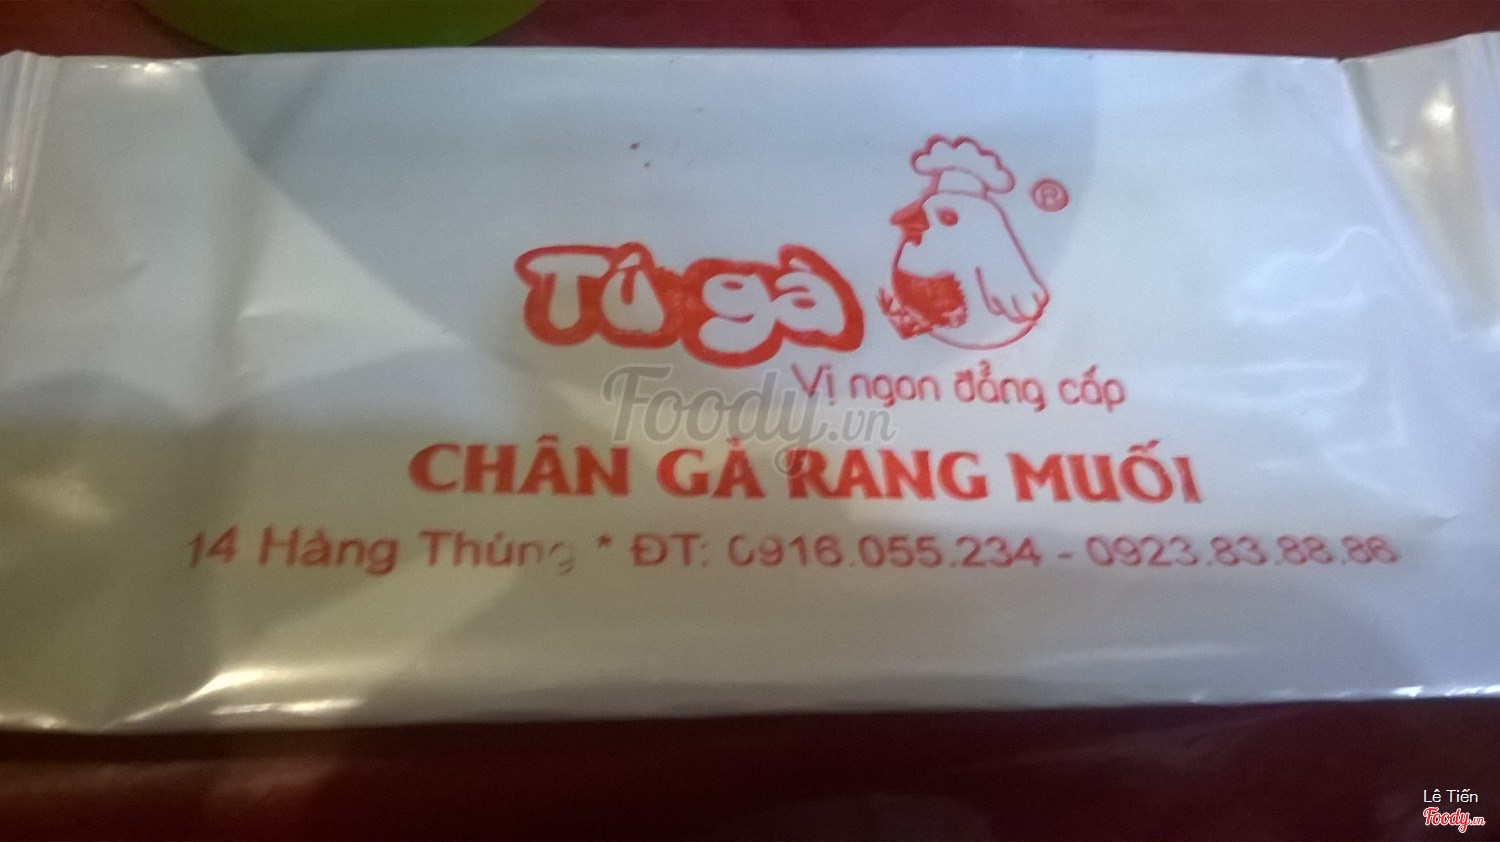 Tú gà ®
Vị ngon đẳng cấp
Foody.vn
CHÂN GÀ RANG MUỐI
14 Hàng Thùng * ĐT: 0916.055.234 - 0923.83.88.86
Lê Tiến
Foody.vn